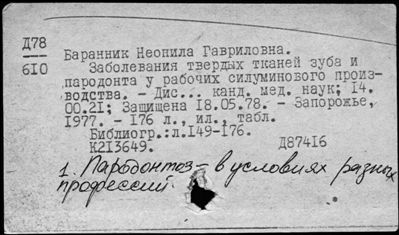 Д78
610
Баранник Неонила Гавриловна.
Заболевания твердых тканей зуба и
пародонта у рабочих силуминового произ-
водства. - Дис... канд. мед. наук; 14.
00.21; Защищена 18.05.78. - Запорожье,
1977. - 176 л., ил., табл.
Библиогр.:л.149-176.
К213649. Д87416
1. Пародонтоз - в условиях разных
профессий.